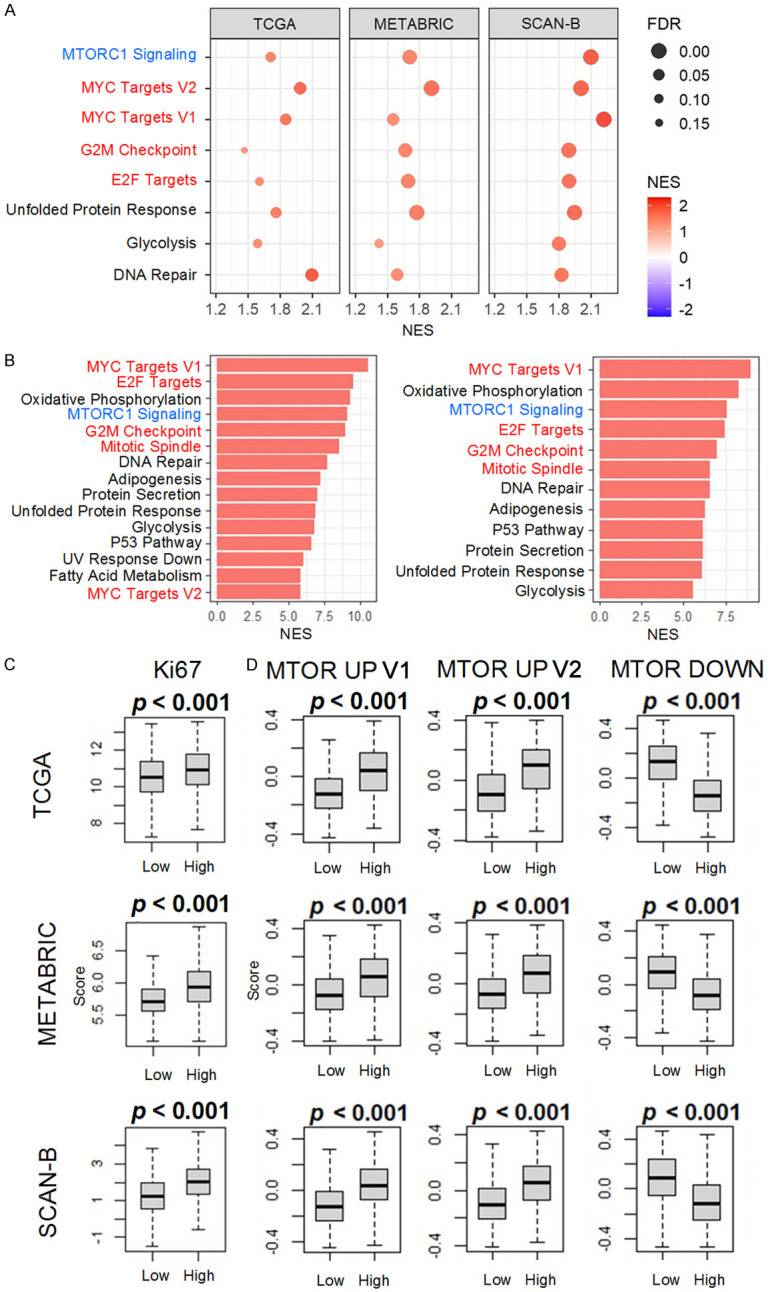 A
TCGA METABRIC SCAN-B
MTORC1 Signaling
MYC Targets V2
MYC Targets V1
G2M Checkpoint
E2F Targets
Unfolded Protein Response
Glycolysis
DNA Repair
1.2 1.5 1.8 2.1 1.2 1.5 1.8 2.1 1.2 1.5 1.8 2.1
NES
FDR
0.00
0.05
0.10
0.15
NES
2
1
0
-1
-2
B
MYC Targets V1
E2F Targets
Oxidative Phosphorylation
MTORC1 Signaling
G2M Checkpoint
Mitotic Spindle
DNA Repair
Adipogenesis
Protein Secretion
Unfolded Protein Response
Glycolysis
P53 Pathway
UV Response Down
Fatty Acid Metabolism
MYC Targets V2
0.0 2.5 5.0 7.5 10.0
NES
MYC Targets V1
Oxidative Phosphorylation
MTORC1 Signaling
E2F Targets
G2M Checkpoint
Mitotic Spindle
DNA Repair
Adipogenesis
P53 Pathway
Protein Secretion
Unfolded Protein Response
Glycolysis
0.0 2.5 5.0 7.5
NES
C Ki67 D MTOR UP V1 MTOR UP V2 MTOR DOWN
p < 0.001 p < 0.001 p < 0.001 p < 0.001
TCGA
12
10
8
0.4
0.0
-0.4
0.4
0.0
-0.4
0.4
0.0
-0.4
Low High Low High Low High Low High
p < 0.001 p < 0.001 p < 0.001 p < 0.001
METABRIC
Score
6.5
6.0
5.5
Score
0.4
0.0
-0.4
0.4
0.0
-0.4
0.4
0.0
-0.4
Low High Low High Low High Low High
p < 0.001 p < 0.001 p < 0.001 p < 0.001
SCAN-B
3
1
-1
0.4
0.0
-0.4
0.4
0.0
-0.4
0.4
0.0
-0.4
Low High Low High Low High Low High